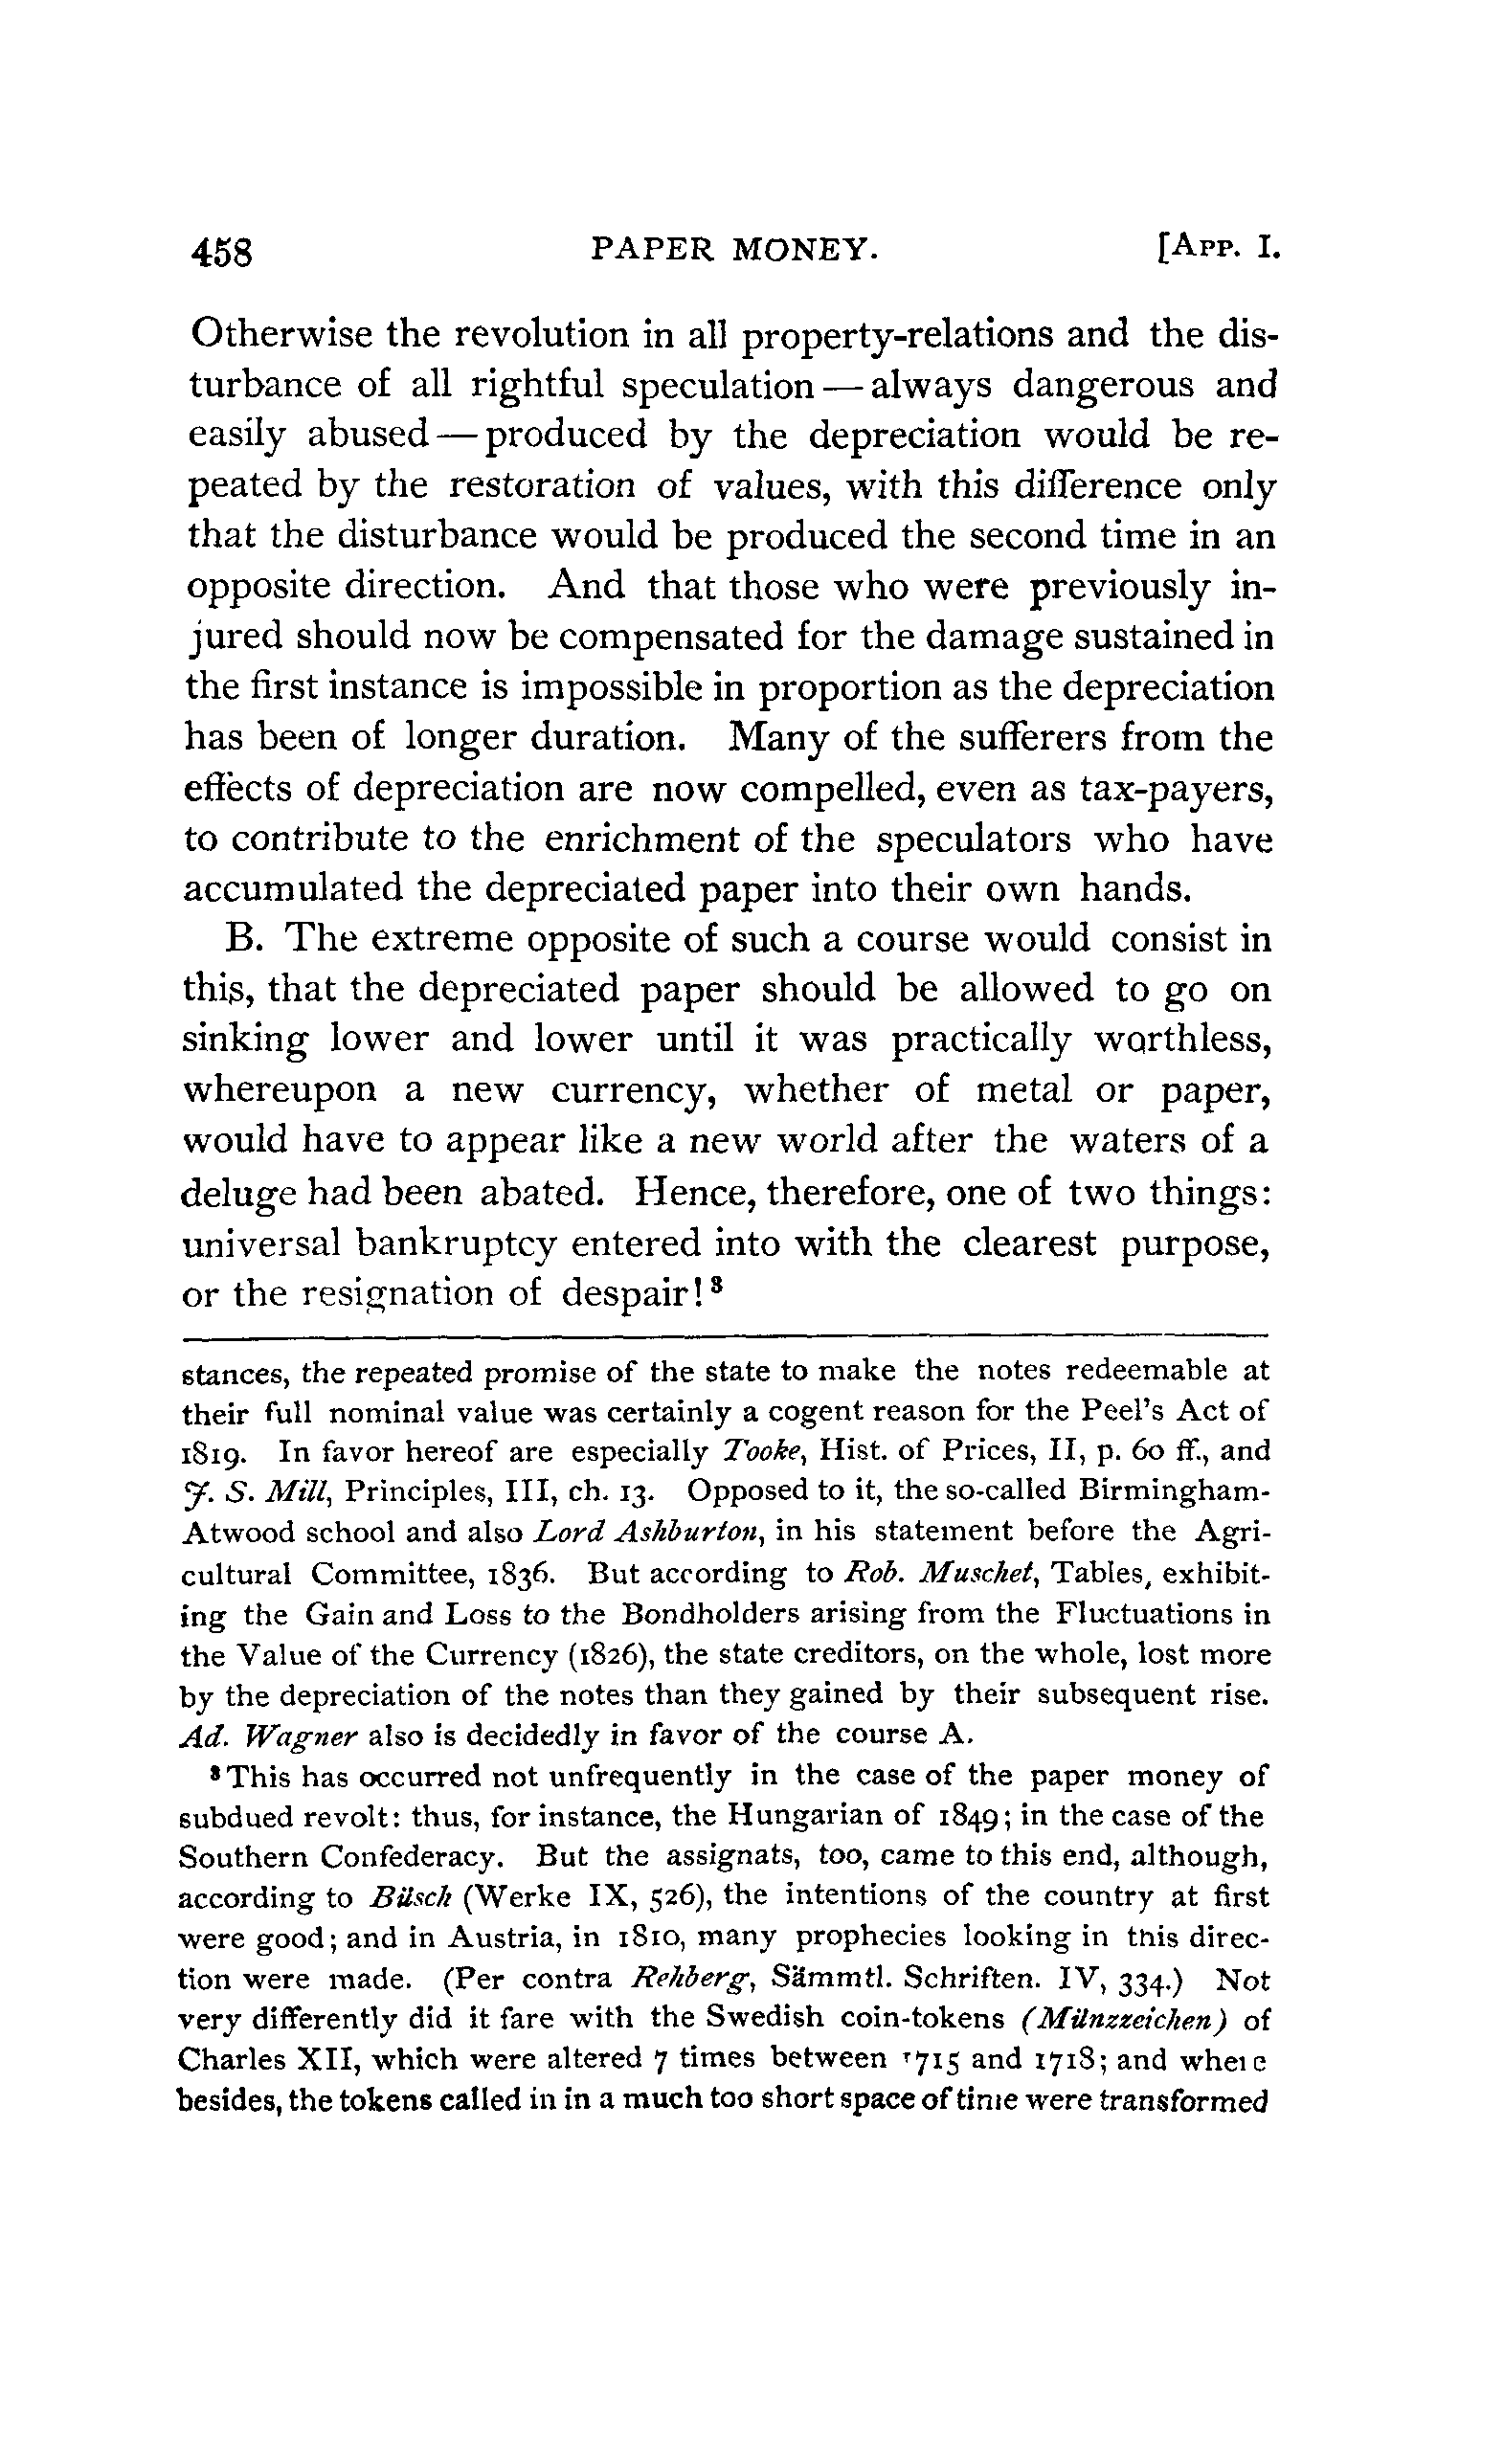 458 PAPER MONEY. [APP. I.
Otherwise the revolution in all property-relations and the dis-
turbance of all rightful speculation — always dangerous and
easily abused — produced by the depreciation would be re-
peated by the restoration of values, with this difference only
that the disturbance would be produced the second time in an
opposite direction. And that those who were previously in-
jured should now be compensated for the damage sustained in
the first instance is impossible in proportion as the depreciation
has been of longer duration. Many of the sufferers from the
effects of depreciation are now compelled, even as tax-payers,
to contribute to the enrichment of the speculators who have
accumulated the depreciated paper into their own hands.
B. The extreme opposite of such a course would consist in
this, that the depreciated paper should be allowed to go on
sinking lower and lower until it was practically worthless,
whereupon a new currency, whether of metal or paper,
would have to appear like a new world after the waters of a
deluge had been abated. Hence, therefore, one of two things:
universal bankruptcy entered into with the clearest purpose,
or the resignation of despair! ⁸
stances, the repeated promise of the state to make the notes redeemable at
their full nominal value was certainly a cogent reason for the Peel's Act of
1819. In favor hereof are especially Tooke, Hist. of Prices, II, p. 60 ff., and
J. S. Mill, Principles, III, ch. 13. Opposed to it, the so-called Birmingham-
Atwood school and also Lord Ashburton, in his statement before the Agri-
cultural Committee, 1836. But according to Rob. Muschet, Tables, exhibit-
ing the Gain and Loss to the Bondholders arising from the Fluctuations in
the Value of the Currency (1826), the state creditors, on the whole, lost more
by the depreciation of the notes than they gained by their subsequent rise.
Ad. Wagner also is decidedly in favor of the course A.
⁸ This has occurred not unfrequently in the case of the paper money of
subdued revolt: thus, for instance, the Hungarian of 1849; in the case of the
Southern Confederacy. But the assignats, too, came to this end, although,
according to Büsch (Werke IX, 526), the intentions of the country at first
were good; and in Austria, in 1810, many prophecies looking in this direc-
tion were made. (Per contra Rehberg, Sämmtl. Schriften. IV, 334.) Not
very differently did it fare with the Swedish coin-tokens (Münzzeichen) of
Charles XII, which were altered 7 times between 1715 and 1718; and where
besides, the tokens called in in a much too short space of time were transformed